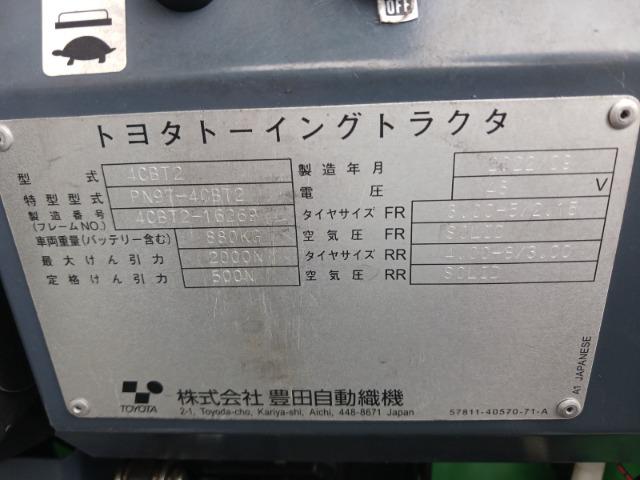 OFF
トヨタトーイングトラクタ
型式 4CBT2 製造年月
特型型式 PN97-4CBT2 電圧 48 V
製造番号 (フレームNO.) 4CBT2-16269 タイヤサイズ FR
車両重量(バッテリー含む) 880KG 空気圧 FR SOLID
最大けん引力 2000N タイヤサイズ RR
定格けん引力 500N 空気圧 RR SOLID
A1 JAPANESE
TOYOTA 株式会社 豊田自動織機
2-1, Toyoda-cho, Kariya-shi, Aichi, 448-8671 Japan 57811-40570-71-A